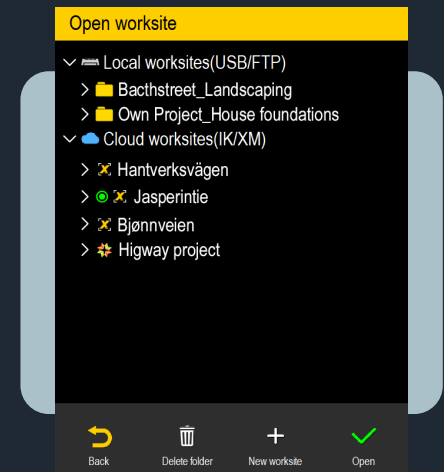 Open worksite
Local worksites(USB/FTP)
Bacthstreet_Landscaping
Own Project_House foundations
Cloud worksites(IK/XM)
Hantverksvägen
Jasperintie
Bjønnveien
Higway project
Back Delete folder New worksite Open